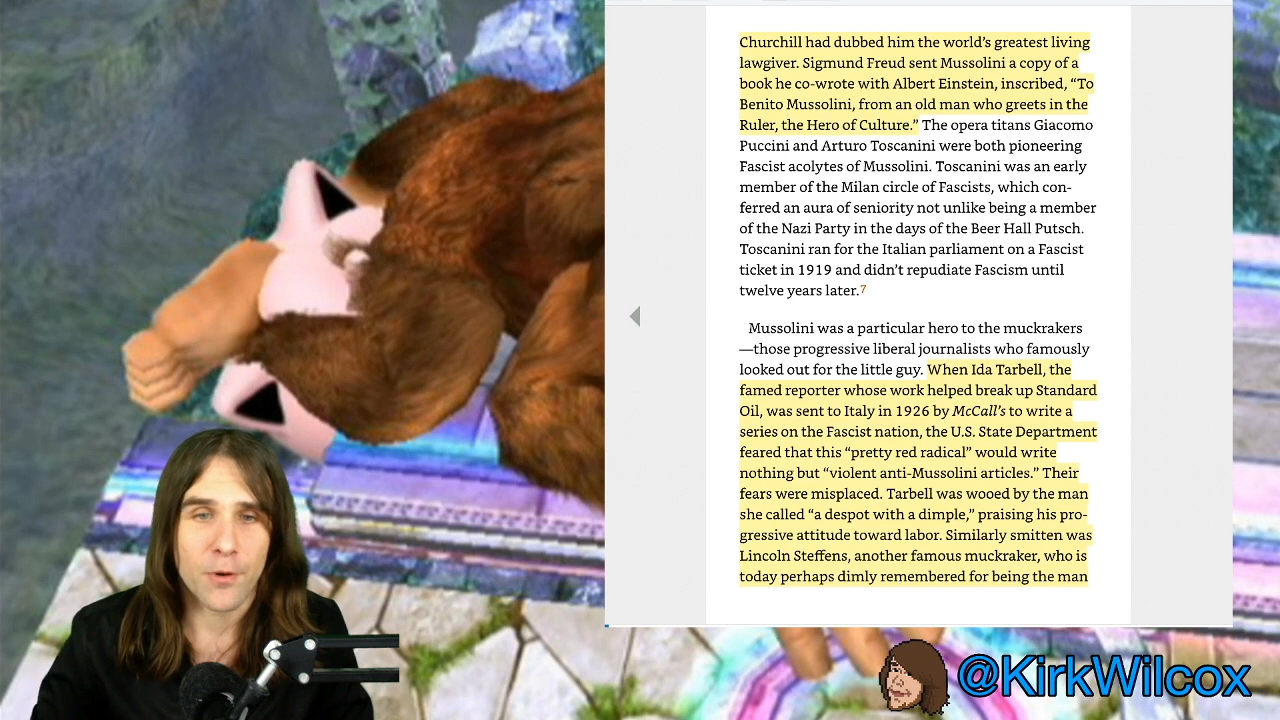 Churchill had dubbed him the world's greatest living
lawgiver. Sigmund Freud sent Mussolini a copy of a
book he co-wrote with Albert Einstein, inscribed, “To
Benito Mussolini, from an old man who greets in the
Ruler, the Hero of Culture.” The opera titans Giacomo
Puccini and Arturo Toscanini were both pioneering
Fascist acolytes of Mussolini. Toscanini was an early
member of the Milan circle of Fascists, which con-
ferred an aura of seniority not unlike being a member
of the Nazi Party in the days of the Beer Hall Putsch.
Toscanini ran for the Italian parliament on a Fascist
ticket in 1919 and didn't repudiate Fascism until
twelve years later.7
Mussolini was a particular hero to the muckrakers
—those progressive liberal journalists who famously
looked out for the little guy. When Ida Tarbell, the
famed reporter whose work helped break up Standard
Oil, was sent to Italy in 1926 by McCall's to write a
series on the Fascist nation, the U.S. State Department
feared that this “pretty red radical” would write
nothing but “violent anti-Mussolini articles.” Their
fears were misplaced. Tarbell was wooed by the man
she called “a despot with a dimple,” praising his pro-
gressive attitude toward labor. Similarly smitten was
Lincoln Steffens, another famous muckraker, who is
today perhaps dimly remembered for being the man
@KirkWilcox